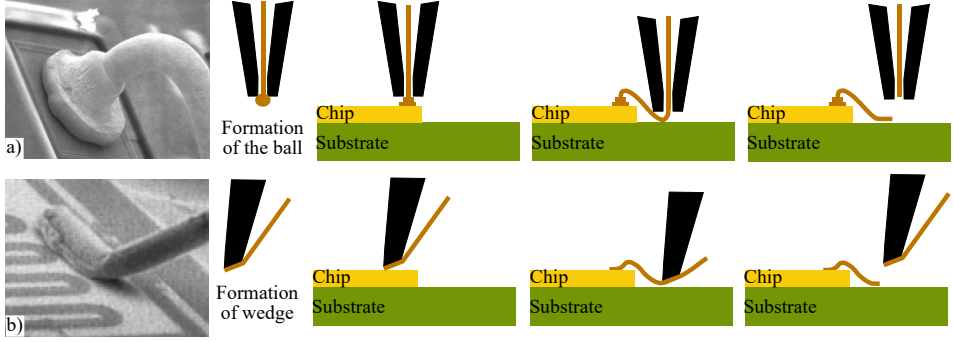 a)
Formation
of the ball
Chip
Substrate
Chip
Substrate
Chip
Substrate
b)
Formation
of wedge
Chip
Substrate
Chip
Substrate
Chip
Substrate